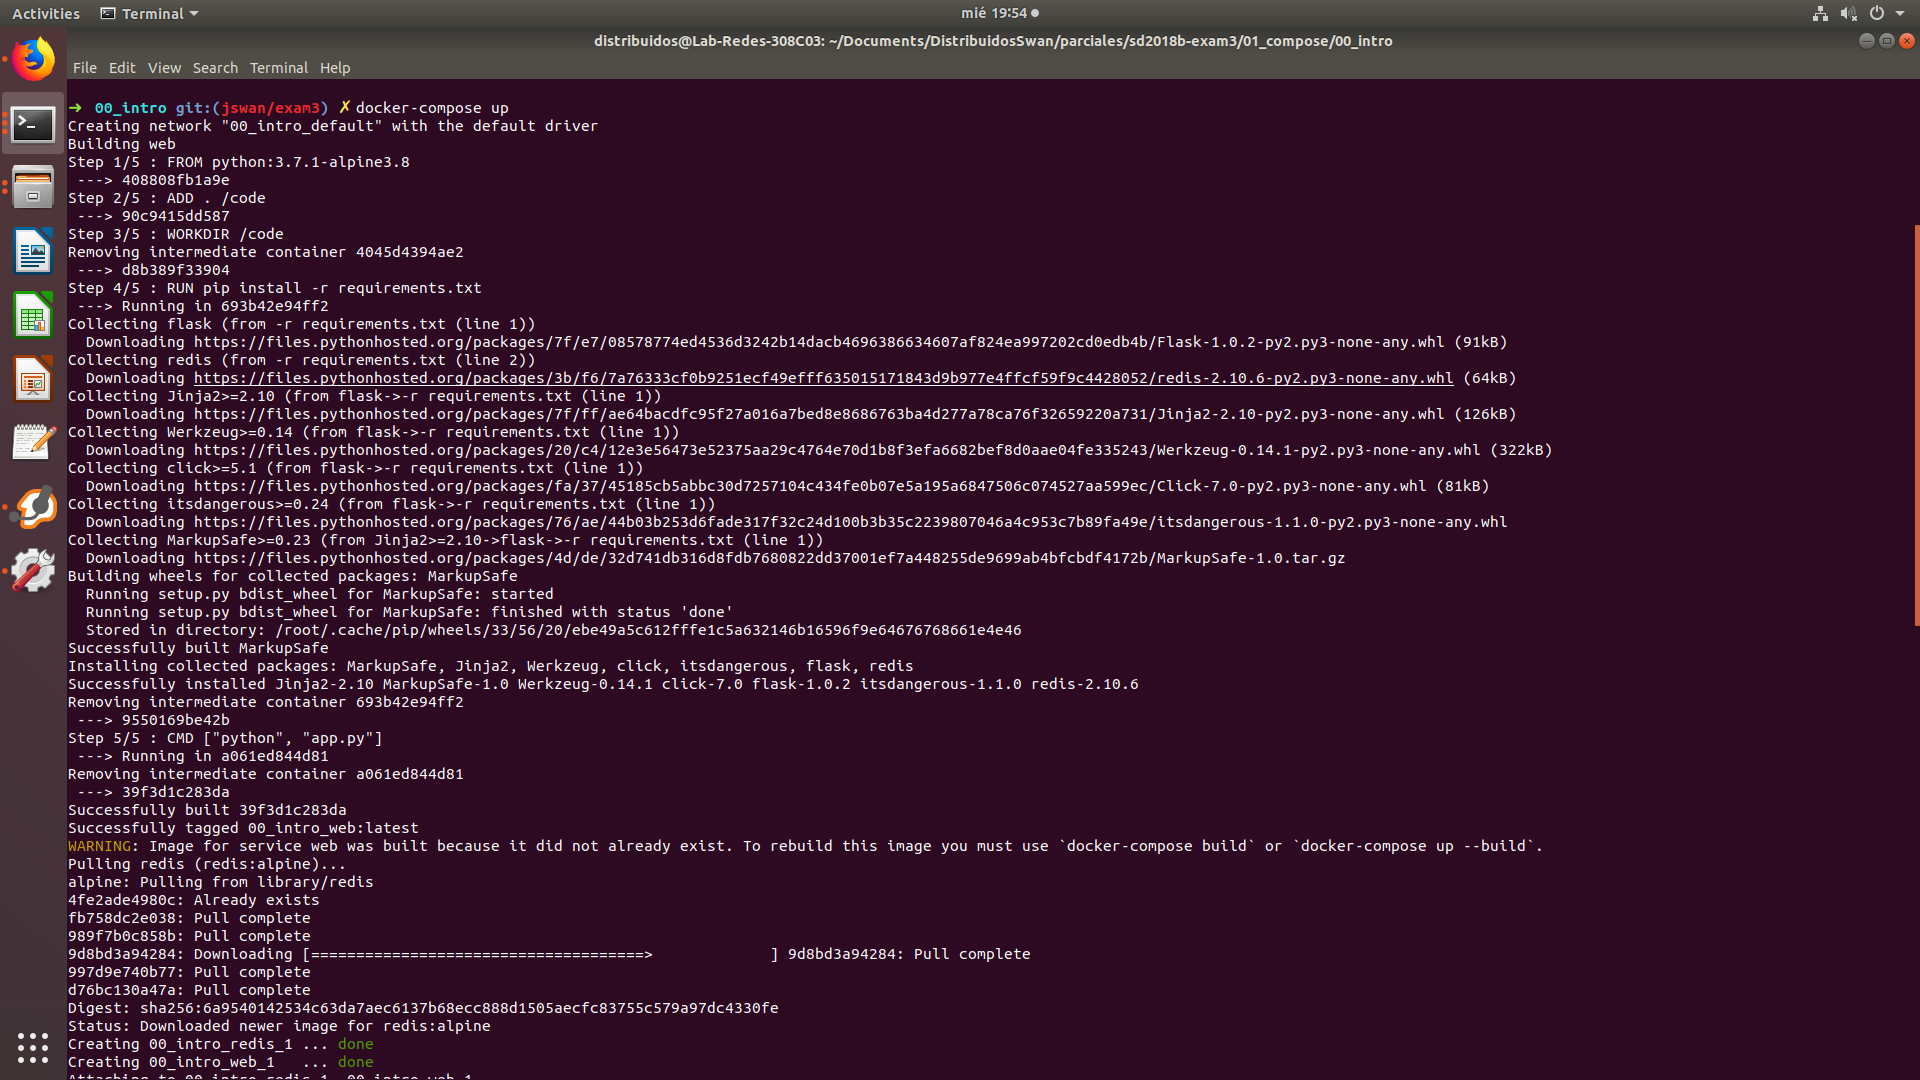 Activities Terminal mié 19:54
distribuidos@Lab-Redes-308C03: ~/Documents/DistribuidosSwan/parciales/sd2018b-exam3/01_compose/00_intro
File Edit View Search Terminal Help
➜ 00_intro git:(jswan/exam3) ✗ docker-compose up
Creating network "00_intro_default" with the default driver
Building web
Step 1/5 : FROM python:3.7.1-alpine3.8
---> 408808fb1a9e
Step 2/5 : ADD . /code
---> 90c9415dd587
Step 3/5 : WORKDIR /code
Removing intermediate container 4045d4394ae2
---> d8b389f33904
Step 4/5 : RUN pip install -r requirements.txt
---> Running in 693b42e94ff2
Collecting flask (from -r requirements.txt (line 1))
Downloading https://files.pythonhosted.org/packages/7f/e7/08578774ed4536d3242b14dacb4696386634607af824ea997202cd0edb4b/Flask-1.0.2-py2.py3-none-any.whl (91kB)
Collecting redis (from -r requirements.txt (line 2))
Downloading https://files.pythonhosted.org/packages/3b/f6/7a76333cf0b9251ecf49efff635015171843d9b977e4ffcf59f9c4428052/redis-2.10.6-py2.py3-none-any.whl (64kB)
Collecting Jinja2>=2.10 (from flask->-r requirements.txt (line 1))
Downloading https://files.pythonhosted.org/packages/7f/ff/ae64bacdfc95f27a016a7bed8e8686763ba4d277a78ca76f32659220a731/Jinja2-2.10-py2.py3-none-any.whl (126kB)
Collecting Werkzeug>=0.14 (from flask->-r requirements.txt (line 1))
Downloading https://files.pythonhosted.org/packages/20/c4/12e3e56473e52375aa29c4764e70d1b8f3efa6682bef8d0aae04fe335243/Werkzeug-0.14.1-py2.py3-none-any.whl (322kB)
Collecting click>=5.1 (from flask->-r requirements.txt (line 1))
Downloading https://files.pythonhosted.org/packages/fa/37/45185cb5abbc30d7257104c434fe0b07e5a195a6847506c074527aa599ec/Click-7.0-py2.py3-none-any.whl (81kB)
Collecting itsdangerous>=0.24 (from flask->-r requirements.txt (line 1))
Downloading https://files.pythonhosted.org/packages/76/ae/44b03b253d6fade317f32c24d100b3b35c2239807046a4c953c7b89fa49e/itsdangerous-1.1.0-py2.py3-none-any.whl
Collecting MarkupSafe>=0.23 (from Jinja2>=2.10->flask->-r requirements.txt (line 1))
Downloading https://files.pythonhosted.org/packages/4d/de/32d741db316d8fdb7680822dd37001ef7a448255de9699ab4bfcbdf4172b/MarkupSafe-1.0.tar.gz
Building wheels for collected packages: MarkupSafe
Running setup.py bdist_wheel for MarkupSafe: started
Running setup.py bdist_wheel for MarkupSafe: finished with status 'done'
Stored in directory: /root/.cache/pip/wheels/33/56/20/ebe49a5c612fffe1c5a632146b16596f9e64676768661e4e46
Successfully built MarkupSafe
Installing collected packages: MarkupSafe, Jinja2, Werkzeug, click, itsdangerous, flask, redis
Successfully installed Jinja2-2.10 MarkupSafe-1.0 Werkzeug-0.14.1 click-7.0 flask-1.0.2 itsdangerous-1.1.0 redis-2.10.6
Removing intermediate container 693b42e94ff2
---> 9550169be42b
Step 5/5 : CMD ["python", "app.py"]
---> Running in a061ed844d81
Removing intermediate container a061ed844d81
---> 39f3d1c283da
Successfully built 39f3d1c283da
Successfully tagged 00_intro_web:latest
WARNING: Image for service web was built because it did not already exist. To rebuild this image you must use `docker-compose build` or `docker-compose up --build`.
Pulling redis (redis:alpine)...
alpine: Pulling from library/redis
4fe2ade4980c: Already exists
fb758dc2e038: Pull complete
989f7b0c858b: Pull complete
9d8bd3a94284: Downloading [=====================================>             ] 9d8bd3a94284: Pull complete
997d9e740b77: Pull complete
d76bc130a47a: Pull complete
Digest: sha256:6a9540142534c63da7aec6137b68ecc888d1505aecfc83755c579a97dc4330fe
Status: Downloaded newer image for redis:alpine
Creating 00_intro_redis_1 ... done
Creating 00_intro_web_1   ... done
Attaching to 00_intro_redis_1, 00_intro_web_1